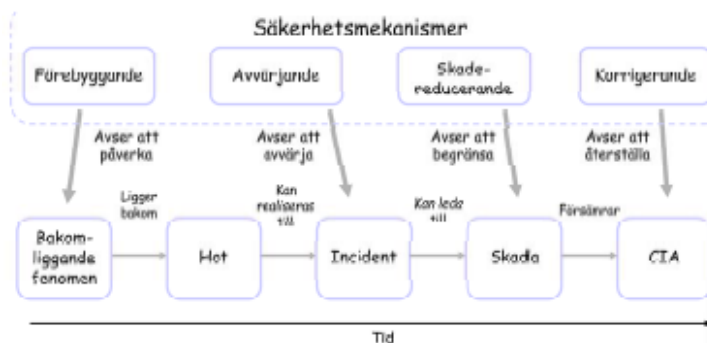 Säkerhetsmekanismer
Förebyggande
Avvärjande
Skade-
reducerande
Korrigerande
Avser att
påverka
Avser att
avvärja
Avser att
begränsa
Avser att
återställa
Ligger
bakom
Kan
realiseras
till
Kan leda
till
Försämrar
Bakom-
liggande
fenomen
Hot
Incident
Skada
CIA
Tid